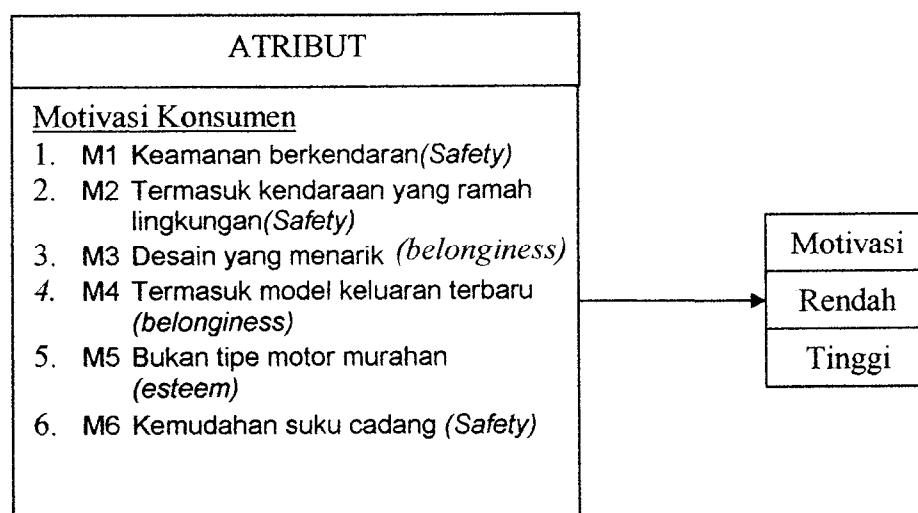 ATRIBUT
Motivasi Konsumen
1. M1 Keamanan berkendaran(Safety)
2. M2 Termasuk kendaraan yang ramah
lingkungan(Safety)
3. M3 Desain yang menarik (belonginess)
4. M4 Termasuk model keluaran terbaru
(belonginess)
5. M5 Bukan tipe motor murahan
(esteem)
6. M6 Kemudahan suku cadang (Safety)
Motivasi
Rendah
Tinggi